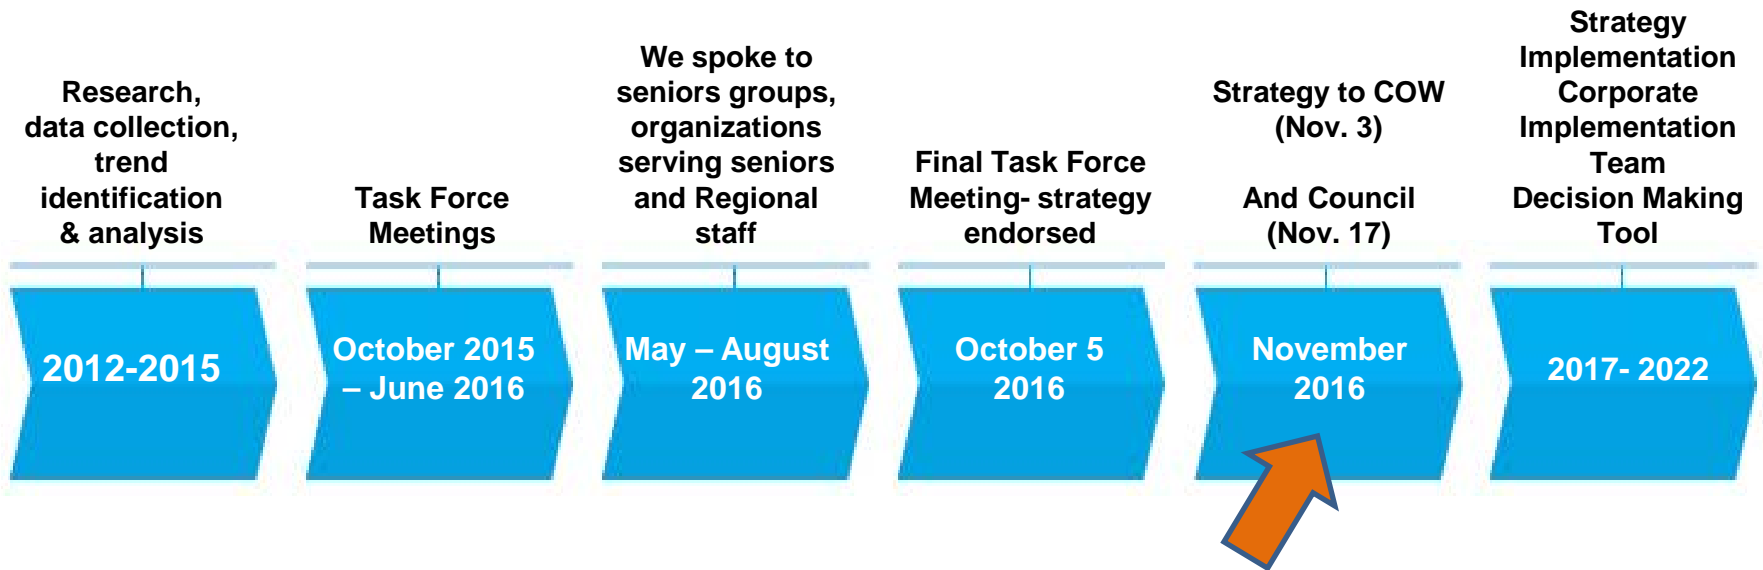 Research,
data collection,
trend
identification
& analysis
2012-2015
Task Force
Meetings
October 2015
– June 2016
We spoke to
seniors groups,
organizations
serving seniors
and Regional
staff
May – August
2016
Final Task Force
Meeting- strategy
endorsed
October 5
2016
Strategy to COW
(Nov. 3)
And Council
(Nov. 17)
November
2016
Strategy
Implementation
Corporate
Implementation
Team
Decision Making
Tool
2017- 2022